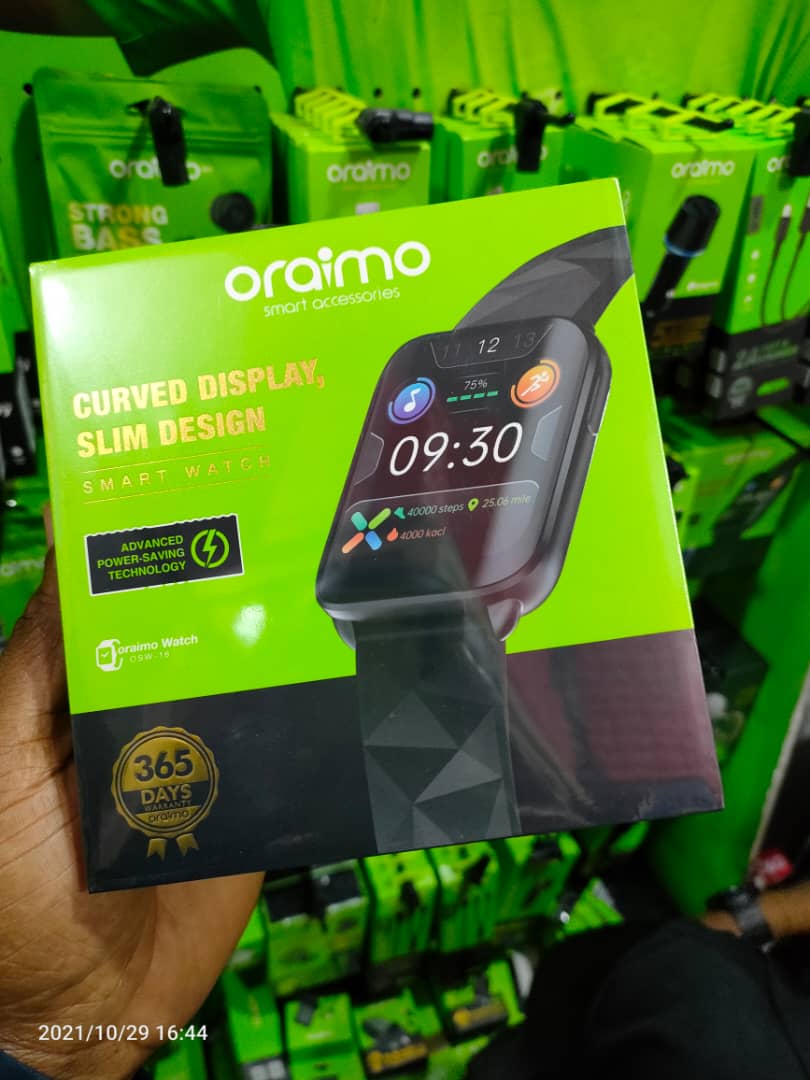 oraimo
STRONG
BASS
oraimo
orai
oraimo
oraimo
smart accessories
CURVED DISPLAY,
SLIM DESIGN
SMART WATCH
ADVANCED
POWER-SAVING
TECHNOLOGY
oraimo Watch
OSW-16
365
DAYS
WARRANTY
oraimo
11 12 13
75%
09:30
40000 steps 25.06 mile
4000 kacl
2021/10/29 16:44